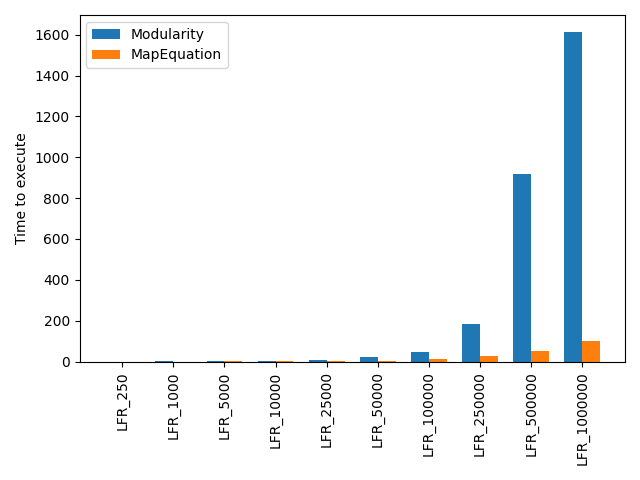 Modularity
MapEquation
Time to execute
1600
1400
1200
1000
800
600
400
200
0
LFR_250
LFR_1000
LFR_5000
LFR_10000
LFR_25000
LFR_50000
LFR_100000
LFR_250000
LFR_500000
LFR_1000000